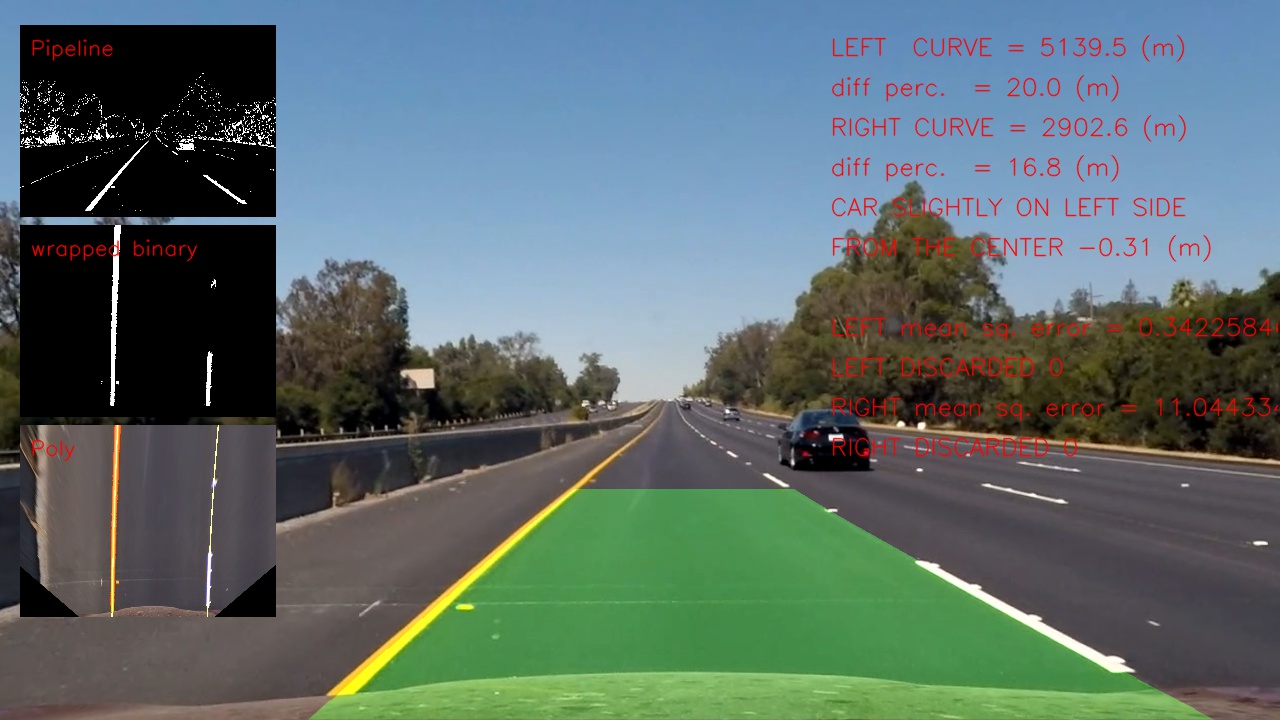 Pipeline
wrapped binary
Poly
LEFT CURVE = 5139.5 (m)
diff perc. = 20.0 (m)
RIGHT CURVE = 2902.6 (m)
diff perc. = 16.8 (m)
CAR SLIGHTLY ON LEFT SIDE
FROM THE CENTER −0.31 (m)
LEFT mean sq. error = 0.3422584
LEFT DISCARDED 0
RIGHT mean sq. error = 11.04433
RIGHT DISCARDED 0